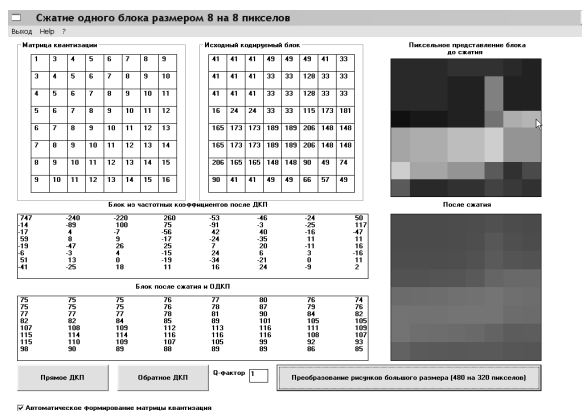 Сжатие одного блока размером 8 на 8 пикселов
Выход Help ?
Матрица квантизации
1 3 4 5 6 7 8 9
3 4 5 6 7 8 9 10
4 5 6 7 8 9 10 11
5 6 7 8 9 10 11 12
6 7 8 9 10 11 12 13
7 8 9 10 11 12 13 14
8 9 10 11 12 13 14 15
9 10 11 12 13 14 15 16
Исходный кодируемый блок
41 41 41 49 49 49 41 33
41 41 41 33 33 128 33 33
41 41 41 33 33 128 33 33
16 24 24 33 33 115 173 181
165 173 173 189 189 206 148 148
165 173 173 189 189 206 148 148
206 165 165 148 148 90 49 74
90 41 41 49 49 66 57 49
Пиксельное представление блока
до сжатия
Блок из частотных коэффициентов после ДКП
747 -240 -220 260 -53 -46 -24 50
-14 -89 100 75 -91 -3 -25 117
-17 4 -7 -56 42 40 -16 -47
59 8 9 -17 -24 -35 11 11
-19 -47 26 25 7 20 -11 16
-6 -3 4 -15 24 6 3 -16
51 13 0 -19 -34 -21 0 11
-41 -25 18 11 16 24 -9 2
После сжатия
Блок после сжатия и ОДКП
75 75 75 76 77 80 76 74
75 75 75 76 78 87 79 76
77 77 77 78 81 90 84 82
82 82 84 85 89 101 105 105
107 108 109 112 113 116 111 109
115 114 114 116 116 116 108 107
115 110 109 107 105 99 92 93
98 90 89 88 89 89 86 85
Прямое ДКП
Обратное ДКП
Q-фактор 1
Преобразование рисунков большого размера (480 на 320 пикселов)
Автоматическое формирование матрицы квантизации